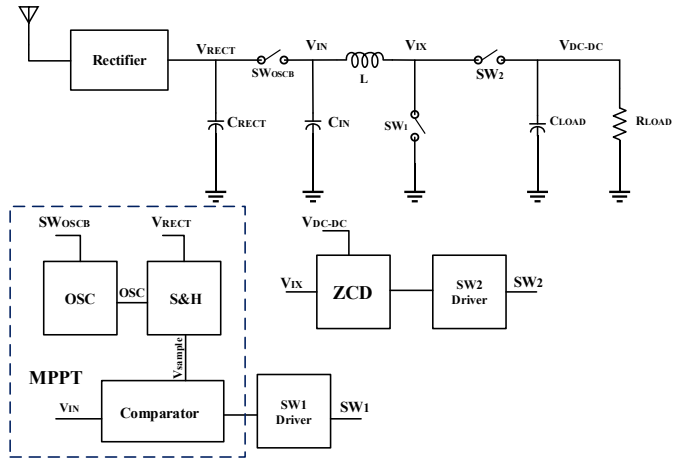 VRECT
VIN
VIX
VDC-DC
Rectifier
SWOSCB
L
SW2
CRECT
CIN
SW1
CLOAD
RLOAD
SWOSCB
VRECT
VDC-DC
OSC
OSC
S&H
VIX
ZCD
SW2
Driver
SW2
Vsample
MPPT
VIN
Comparator
SW1
Driver
SW1